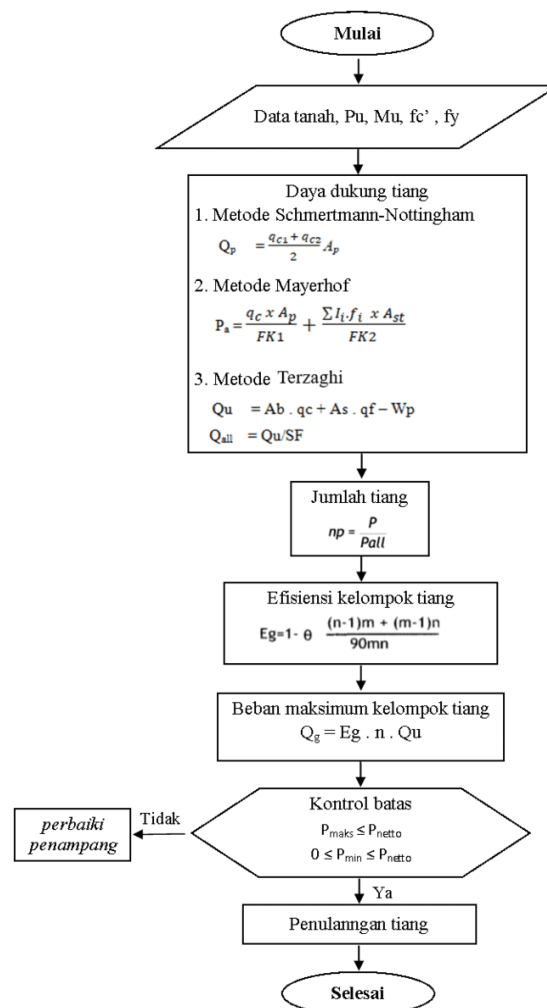 Mulai
Data tanah, Pu, Mu, fc' , fy
Daya dukung tiang
1. Metode Schmertmann-Nottingham
Qp = (qc1 + qc2)/2 Ap
2. Metode Mayerhof
Pa = (qc x Ap)/FK1 + (∑ Ii.fi x Ast)/FK2
3. Metode Terzaghi
Qu = Ab . qc + As . qf – Wp
Qall = Qu/SF
Jumlah tiang
np = P/Pall
Efisiensi kelompok tiang
Eg=1- θ ((n-1)m + (m-1)n)/90mn
Beban maksimum kelompok tiang
Qg = Eg . n . Qu
Kontrol batas
Pmaks ≤ Pnetto
0 ≤ Pmin ≤ Pnetto
Tidak
perbaiki
penampang
Ya
Penulanngan tiang
Selesai